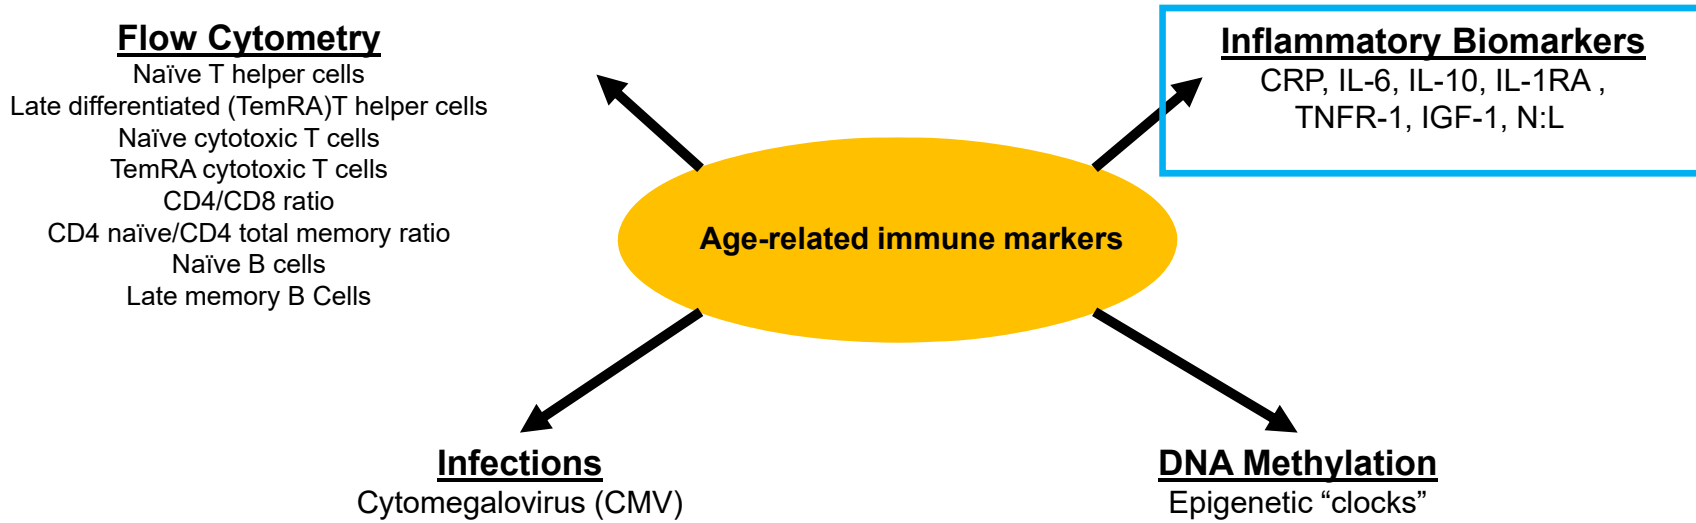 Flow Cytometry
Naïve T helper cells
Late differentiated (TemRA)T helper cells
Naïve cytotoxic T cells
TemRA cytotoxic T cells
CD4/CD8 ratio
CD4 naïve/CD4 total memory ratio
Naïve B cells
Late memory B Cells
Inflammatory Biomarkers
CRP, IL-6, IL-10, IL-1RA ,
TNFR-1, IGF-1, N:L
Age-related immune markers
Infections
Cytomegalovirus (CMV)
DNA Methylation
Epigenetic “clocks”